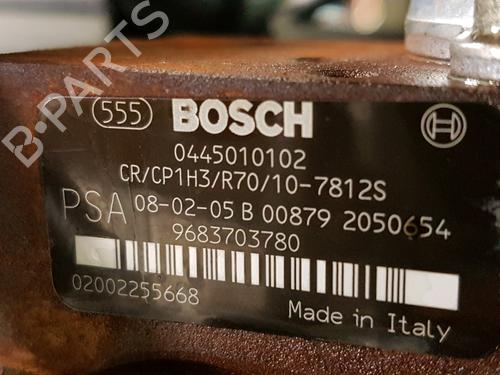 555 BOSCH
0445010102
CR/CP1H3/R70/10-7812S
PSA 08-02-05 B 00879 2050654
9683703780
02002255668
Made in Italy
B-PARTS